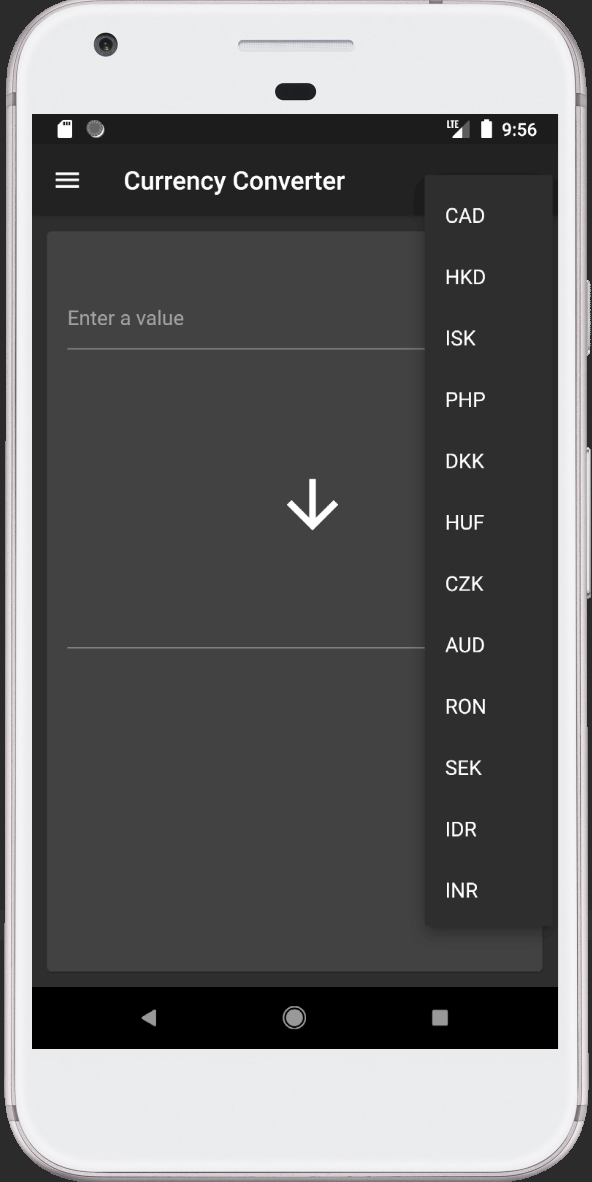 LTE 9:56
Currency Converter
CAD
HKD
Enter a value
ISK
PHP
DKK
HUF
CZK
AUD
RON
SEK
IDR
INR